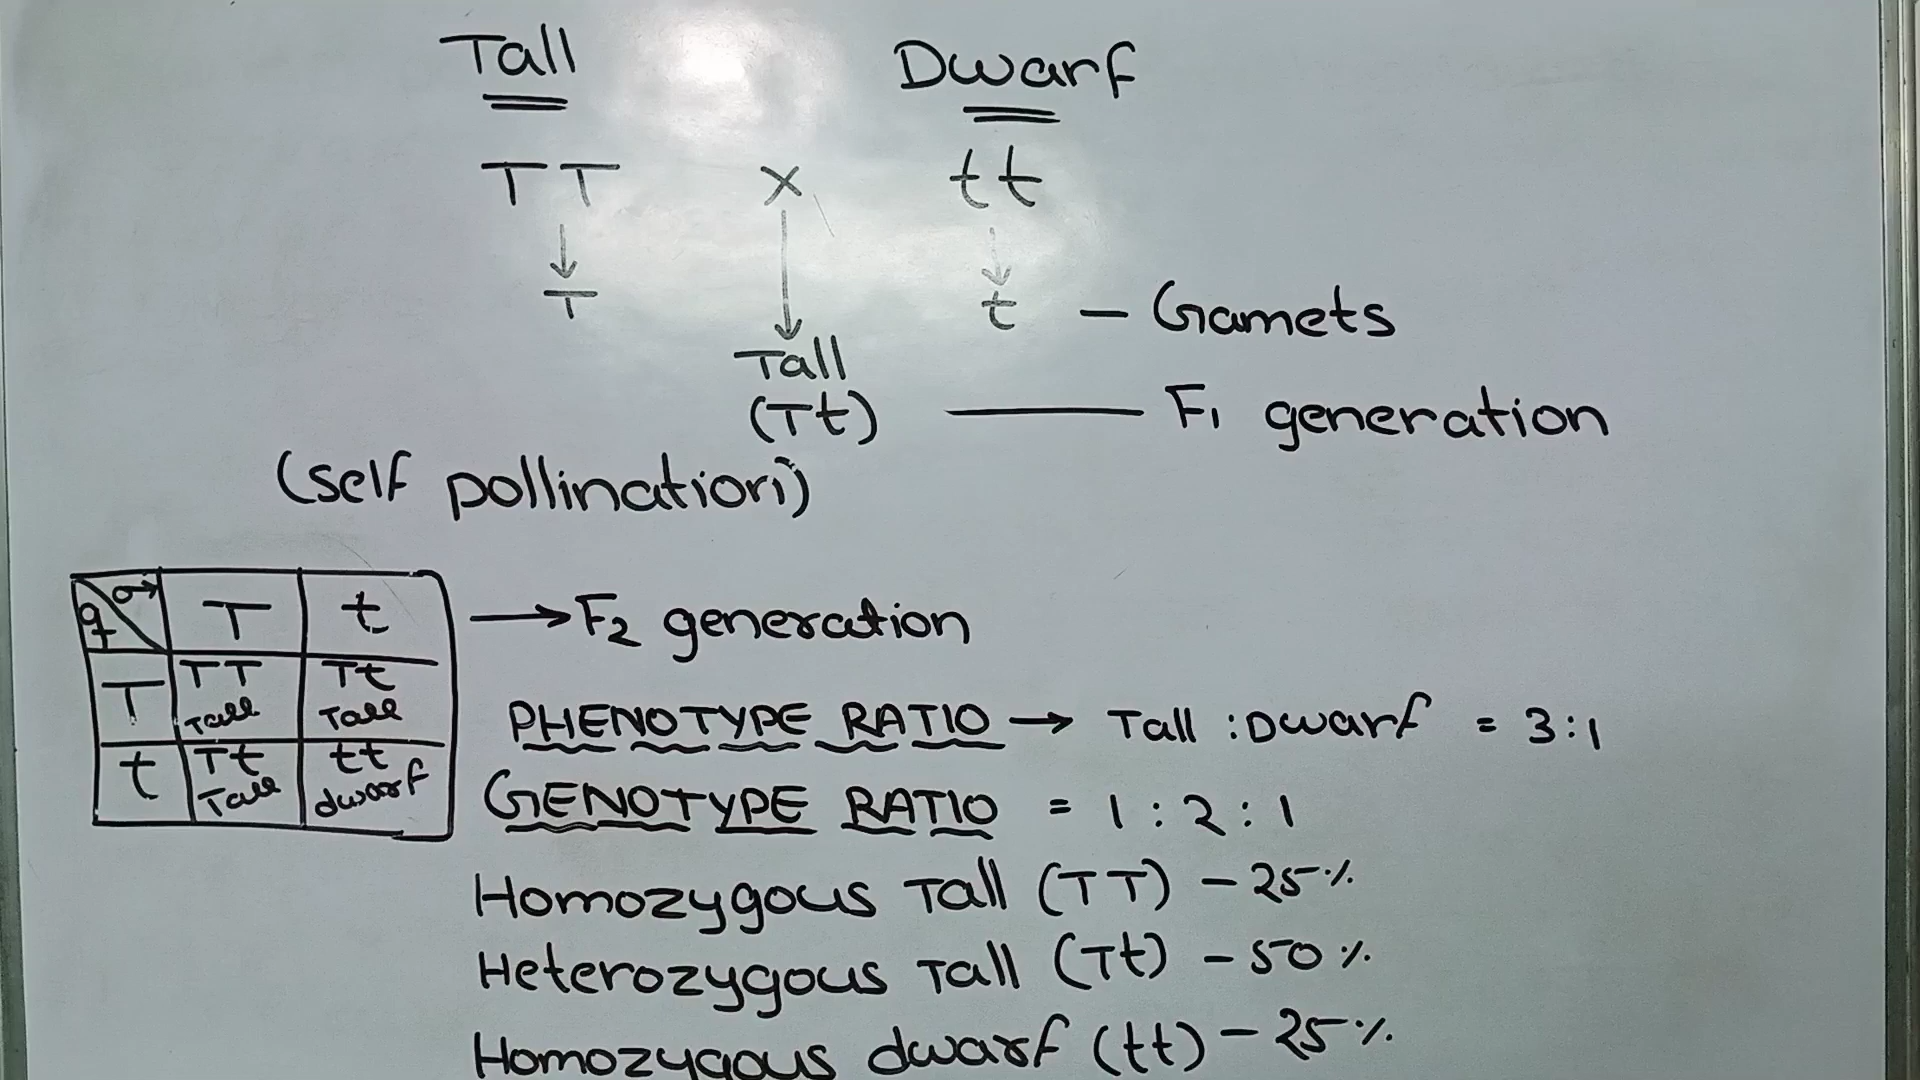 Tall Dwarf
TT x tt
T t - Gamets
Tall
(Tt) — F1 generation
(self pollination)
♀ ♂ T t → F2 generation
T TT Tall Tt Tall
t Tt Tall tt dwarf
PHENOTYPE RATIO → Tall : Dwarf = 3:1
GENOTYPE RATIO = 1 : 2 : 1
Homozygous Tall (TT) - 25%
Heterozygous Tall (Tt) - 50%
Homozygous dwarf (tt) - 25%